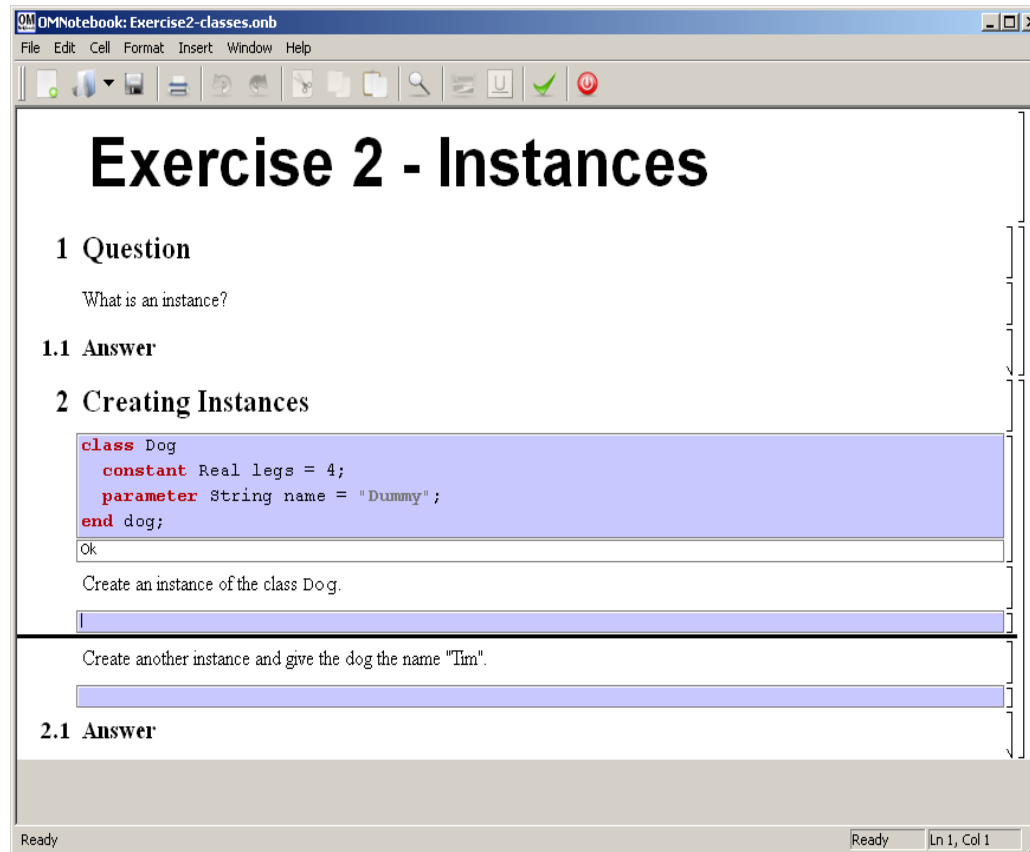 OMNotebook: Exercise2-classes.onb
File Edit Cell Format Insert Window Help
Exercise 2 - Instances
1 Question
What is an instance?
1.1 Answer
2 Creating Instances
class Dog
  constant Real legs = 4;
  parameter String name = "Dummy";
end dog;
Ok
Create an instance of the class Dog.
Create another instance and give the dog the name "Tim".
2.1 Answer
Ready Ready Ln 1, Col 1